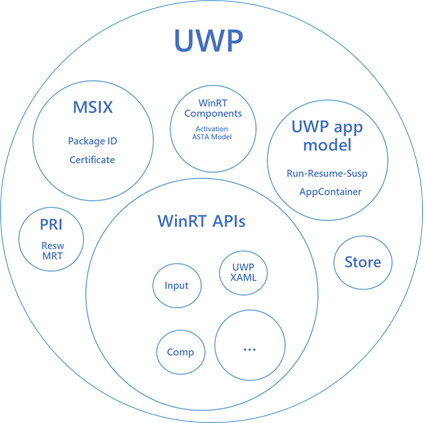 UWP
MSIX
Package ID
Certificate
WinRT
Components
Activation
ASTA Model
UWP app
model
Run-Resume-Susp
AppContainer
PRI
Resw
MRT
WinRT APIs
Store
Input
UWP
XAML
Comp
...